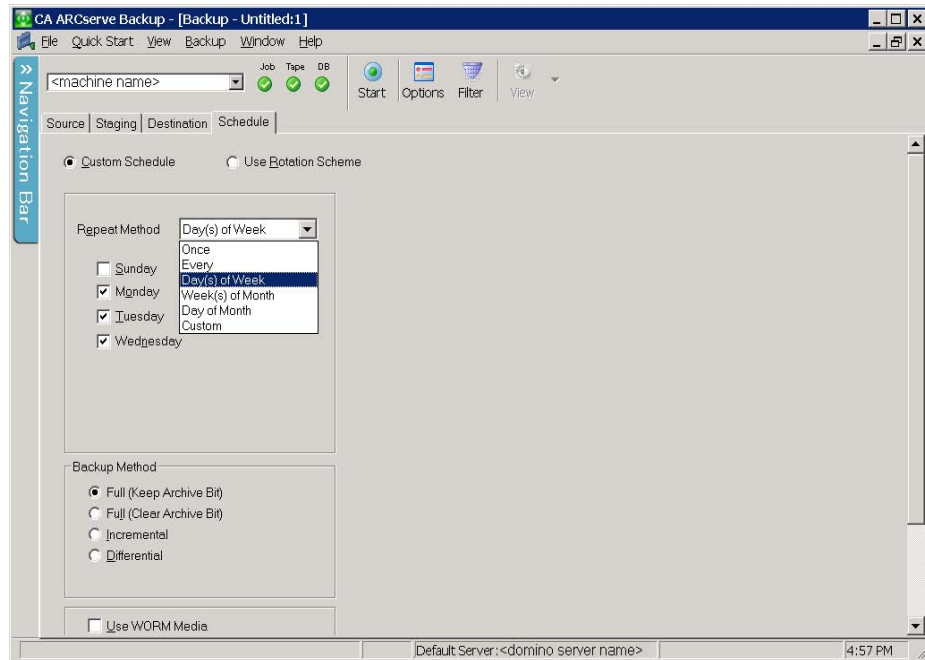 CA ARCserve Backup - [Backup - Untitled:1]
File Quick Start View Backup Window Help
» Navigation Bar
<machine name>
Job Tape DB
Start Options Filter View
Source Staging Destination Schedule
Custom Schedule Use Rotation Scheme
Repeat Method Day(s) of Week
Once
Every
Day(s) of Week
Week(s) of Month
Day of Month
Custom
Sunday
Monday
Tuesday
Wednesday
Backup Method
Full (Keep Archive Bit)
Full (Clear Archive Bit)
Incremental
Differential
Use WORM Media
Default Server:<domino server name> 4:57 PM